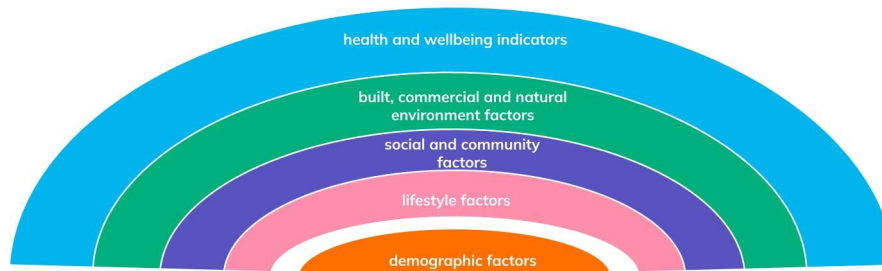 health and wellbeing indicators
built, commercial and natural
environment factors
social and community
factors
lifestyle factors
demographic factors